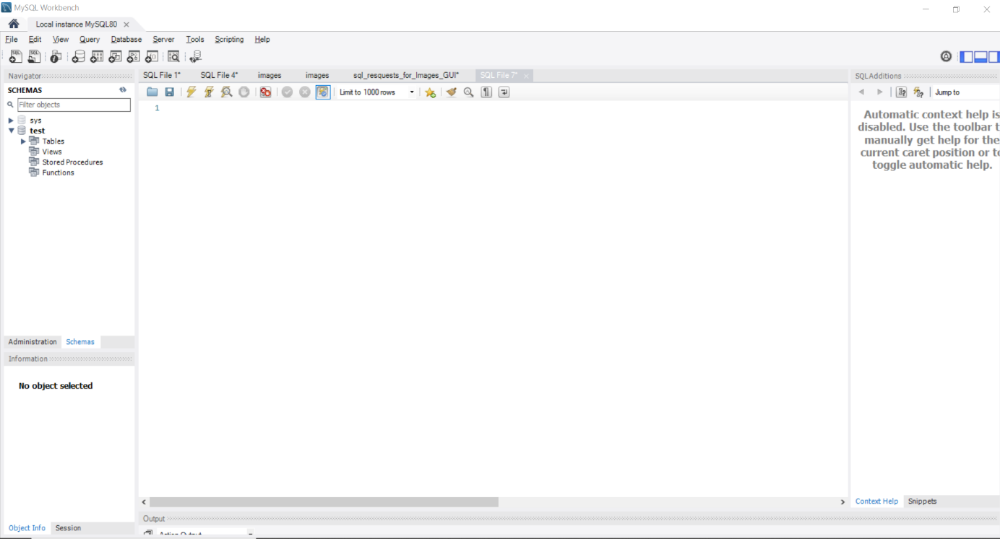 MySQL Workbench
Local instance MySQL80
File Edit View Query Database Server Tools Scripting Help
Navigator
SCHEMAS
Filter objects
sys
test
Tables
Views
Stored Procedures
Functions
Administration Schemas
Information
No object selected
Object Info Session
SQL File 1* SQL File 4* images images sql_resquests_for_Images_GUI* SQL File 7*
Limit to 1000 rows
1
Output
Action Output
SQLAdditions
Jump to
Automatic context help is
disabled. Use the toolbar
manually get help for the
current caret position or
toggle automatic help.
Context Help Snippets